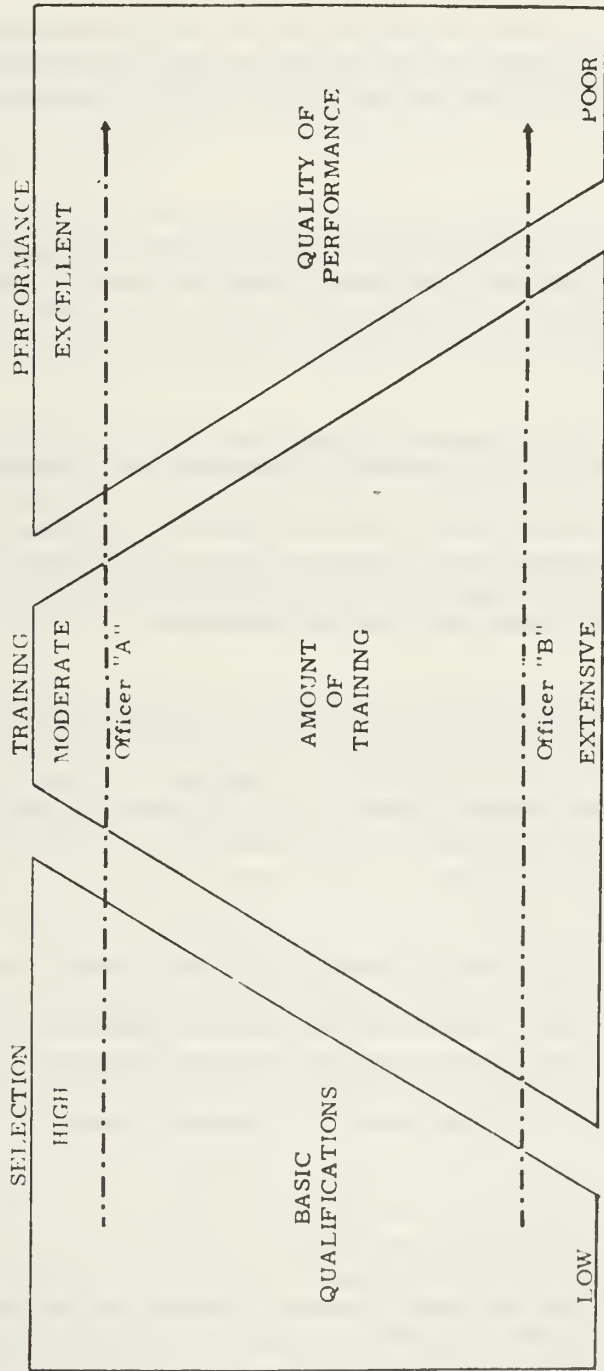 SELECTION
HIGH
BASIC
QUALIFICATIONS
LOW
TRAINING
MODERATE
Officer "A"
AMOUNT
OF
TRAINING
Officer "B"
EXTENSIVE
PERFORMANCE
EXCELLENT
QUALITY OF
PERFORMANCE
POOR